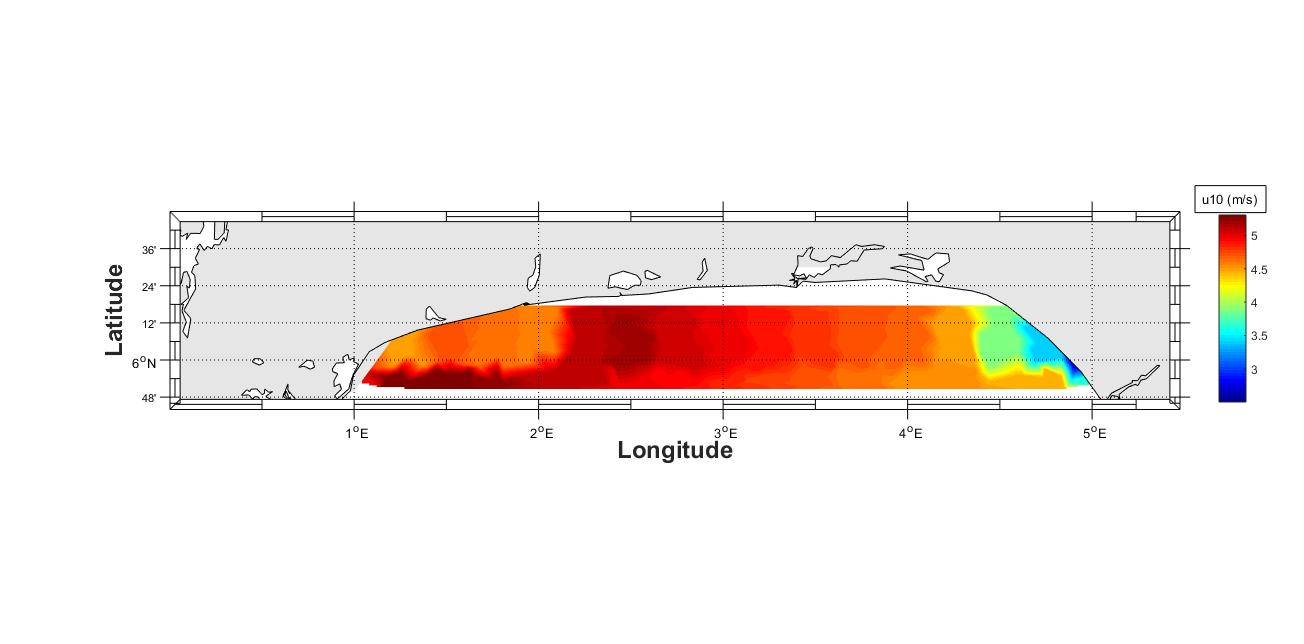 u10 (m/s)
5
4.5
4
3.5
3
Latitude
36'
24'
12'
6°N
48'
1°E
2°E
3°E
4°E
5°E
Longitude